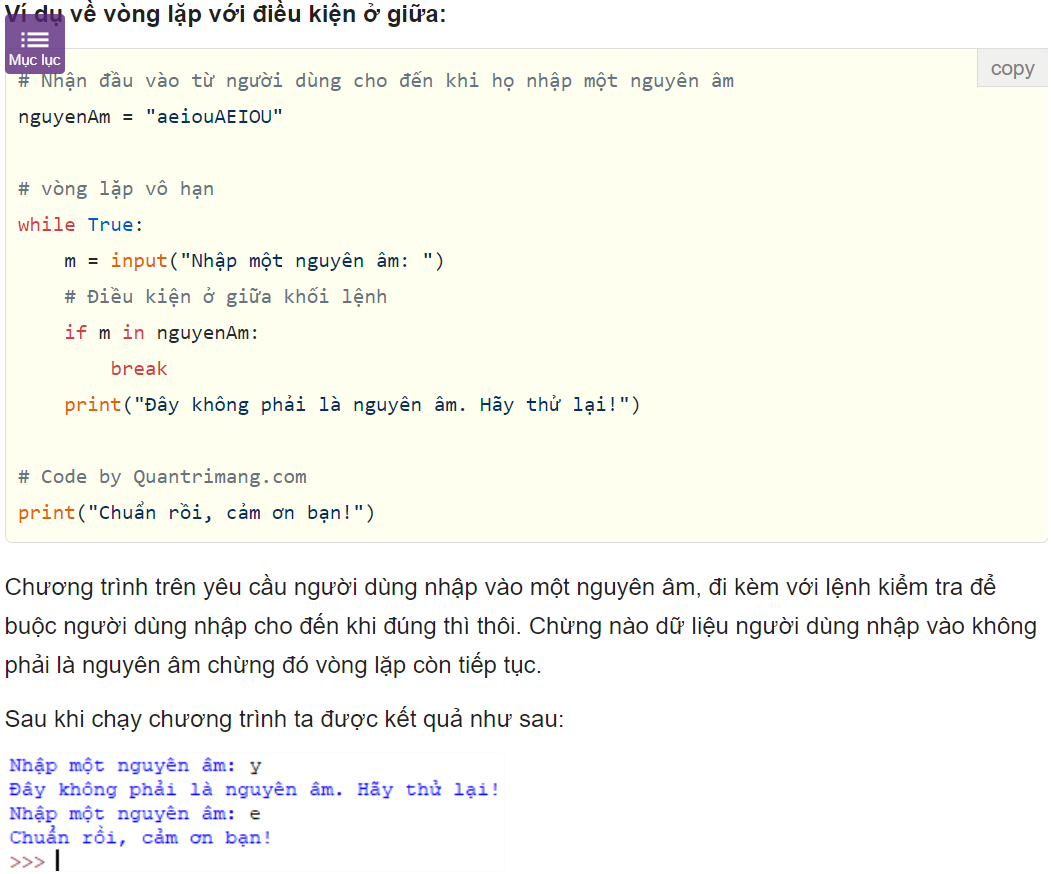 Ví dụ về vòng lặp với điều kiện ở giữa:
Mục lục
copy
# Nhận đầu vào từ người dùng cho đến khi họ nhập một nguyên âm
nguyenAm = "aeiouAEIOU"
# vòng lặp vô hạn
while True:
    m = input("Nhập một nguyên âm: ")
    # Điều kiện ở giữa khối lệnh
    if m in nguyenAm:
        break
    print("Đây không phải là nguyên âm. Hãy thử lại!")
# Code by Quantrimang.com
print("Chuẩn rồi, cảm ơn bạn!")
Chương trình trên yêu cầu người dùng nhập vào một nguyên âm, đi kèm với lệnh kiểm tra để
buộc người dùng nhập cho đến khi đúng thì thôi. Chừng nào dữ liệu người dùng nhập vào không
phải là nguyên âm chừng đó vòng lặp còn tiếp tục.
Sau khi chạy chương trình ta được kết quả như sau:
Nhập một nguyên âm: y
Đây không phải là nguyên âm. Hãy thử lại!
Nhập một nguyên âm: e
Chuẩn rồi, cảm ơn bạn!
>>>